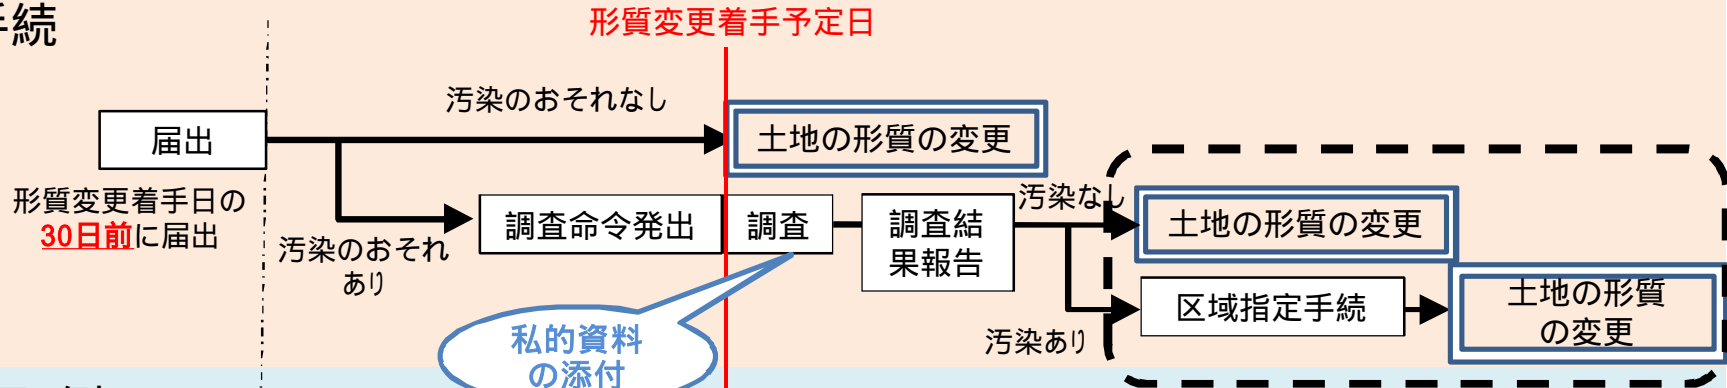 手続
形質変更着手予定日
汚染のおそれなし
届出
土地の形質の変更
形質変更着手日の
30日前に届出
汚染のおそれ
あり
調査命令発出
調査
調査結
果報告
汚染なし
土地の形質の変更
汚染あり
区域指定手続
土地の形質
の変更
私的資料
の添付